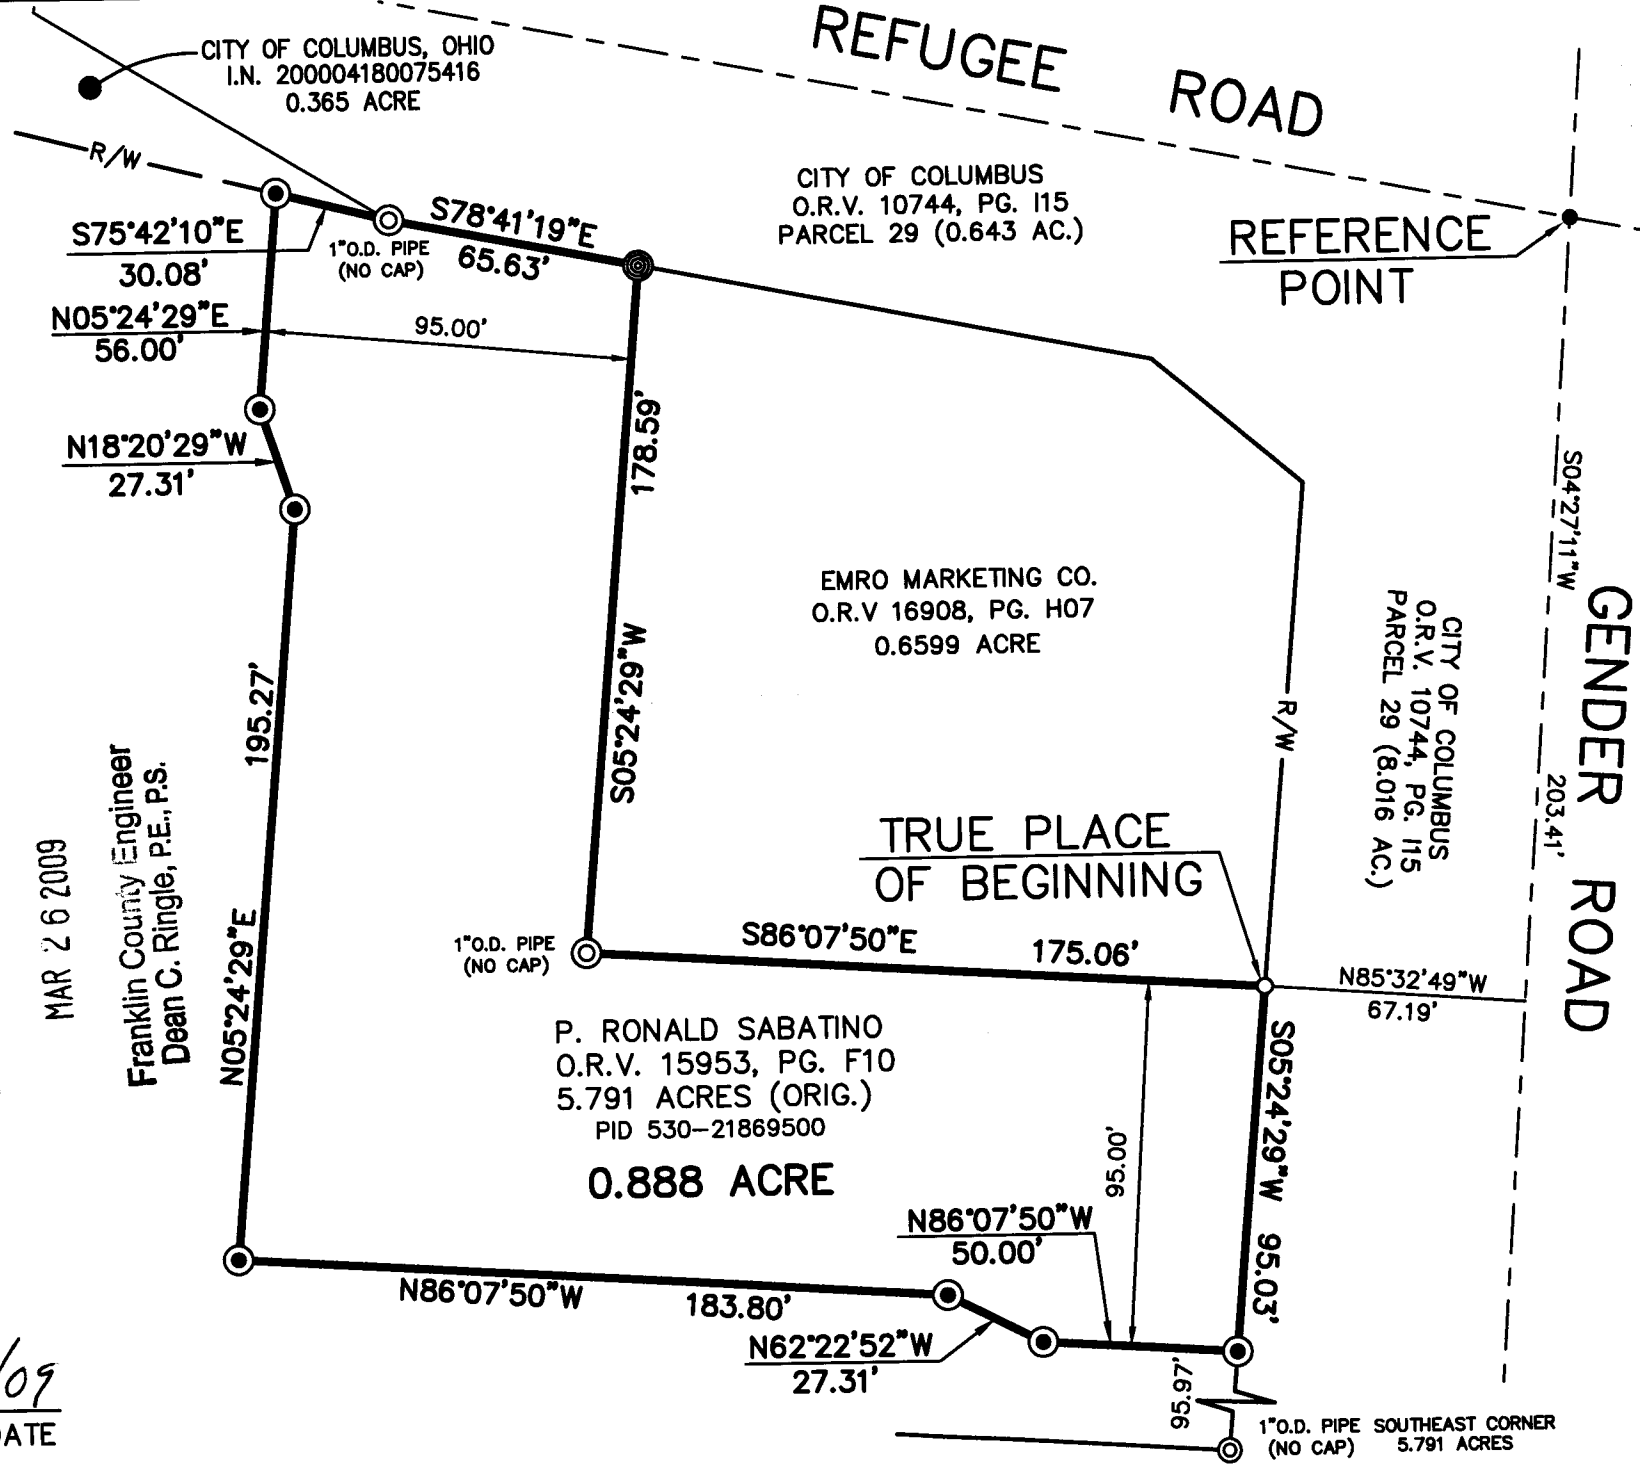 REFUGEE ROAD
CITY OF COLUMBUS, OHIO
I.N. 200004180075416
0.365 ACRE
R/W
CITY OF COLUMBUS
O.R.V. 10744, PG. I15
PARCEL 29 (0.643 AC.)
REFERENCE
POINT
S75°42'10"E
30.08'
1"O.D. PIPE
(NO CAP)
S78°41'19"E
65.63'
N05°24'29"E
56.00'
95.00'
N18°20'29"W
27.31'
178.59'
S05°24'29"W
EMRO MARKETING CO.
O.R.V 16908, PG. H07
0.6599 ACRE
R/W
CITY OF COLUMBUS
O.R.V. 10744, PG. I15
PARCEL 29 (8.016 AC.)
S04°27'11"W
203.41'
GENDER ROAD
195.27'
N05°24'29"E
MAR 26 2009
Franklin County Engineer
Dean C. Ringle, P.E., P.S.
TRUE PLACE
OF BEGINNING
1"O.D. PIPE
(NO CAP)
S86°07'50"E 175.06'
N85°32'49"W
67.19'
P. RONALD SABATINO
O.R.V. 15953, PG. F10
5.791 ACRES (ORIG.)
PID 530-21869500
0.888 ACRE
S05°24'29"W 95.03'
95.00'
N86°07'50"W
50.00'
N86°07'50"W 183.80'
N62°22'52"W
27.31'
95.97'
1"O.D. PIPE SOUTHEAST CORNER
(NO CAP) 5.791 ACRES
/09